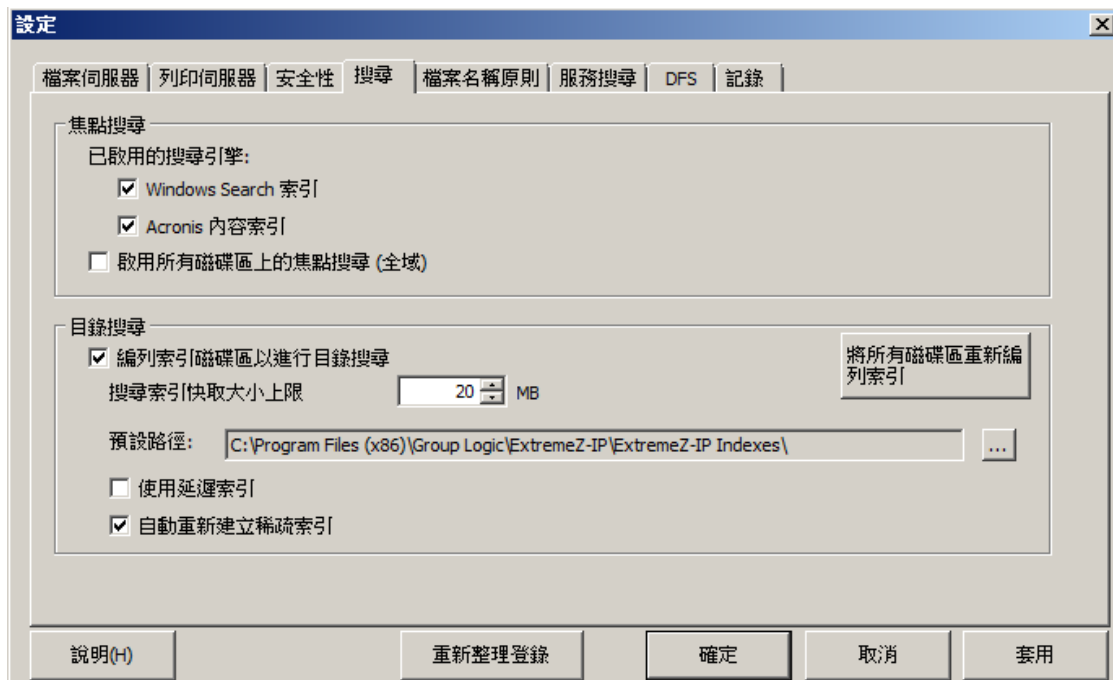 設定
檔案伺服器 列印伺服器 安全性 搜尋 檔案名稱原則 服務搜尋 DFS 記錄
焦點搜尋
已啟用的搜尋引擎:
Windows Search 索引
Acronis 內容索引
啟用所有磁碟區上的焦點搜尋 (全域)
目錄搜尋
編列索引磁碟區以進行目錄搜尋
將所有磁碟區重新編
列索引
搜尋索引快取大小上限 20 MB
預設路徑: C:\Program Files (x86)\Group Logic\ExtremeZ-IP\ExtremeZ-IP Indexes\ ...
使用延遲索引
自動重新建立稀疏索引
說明(H) 重新整理登錄 確定 取消 套用